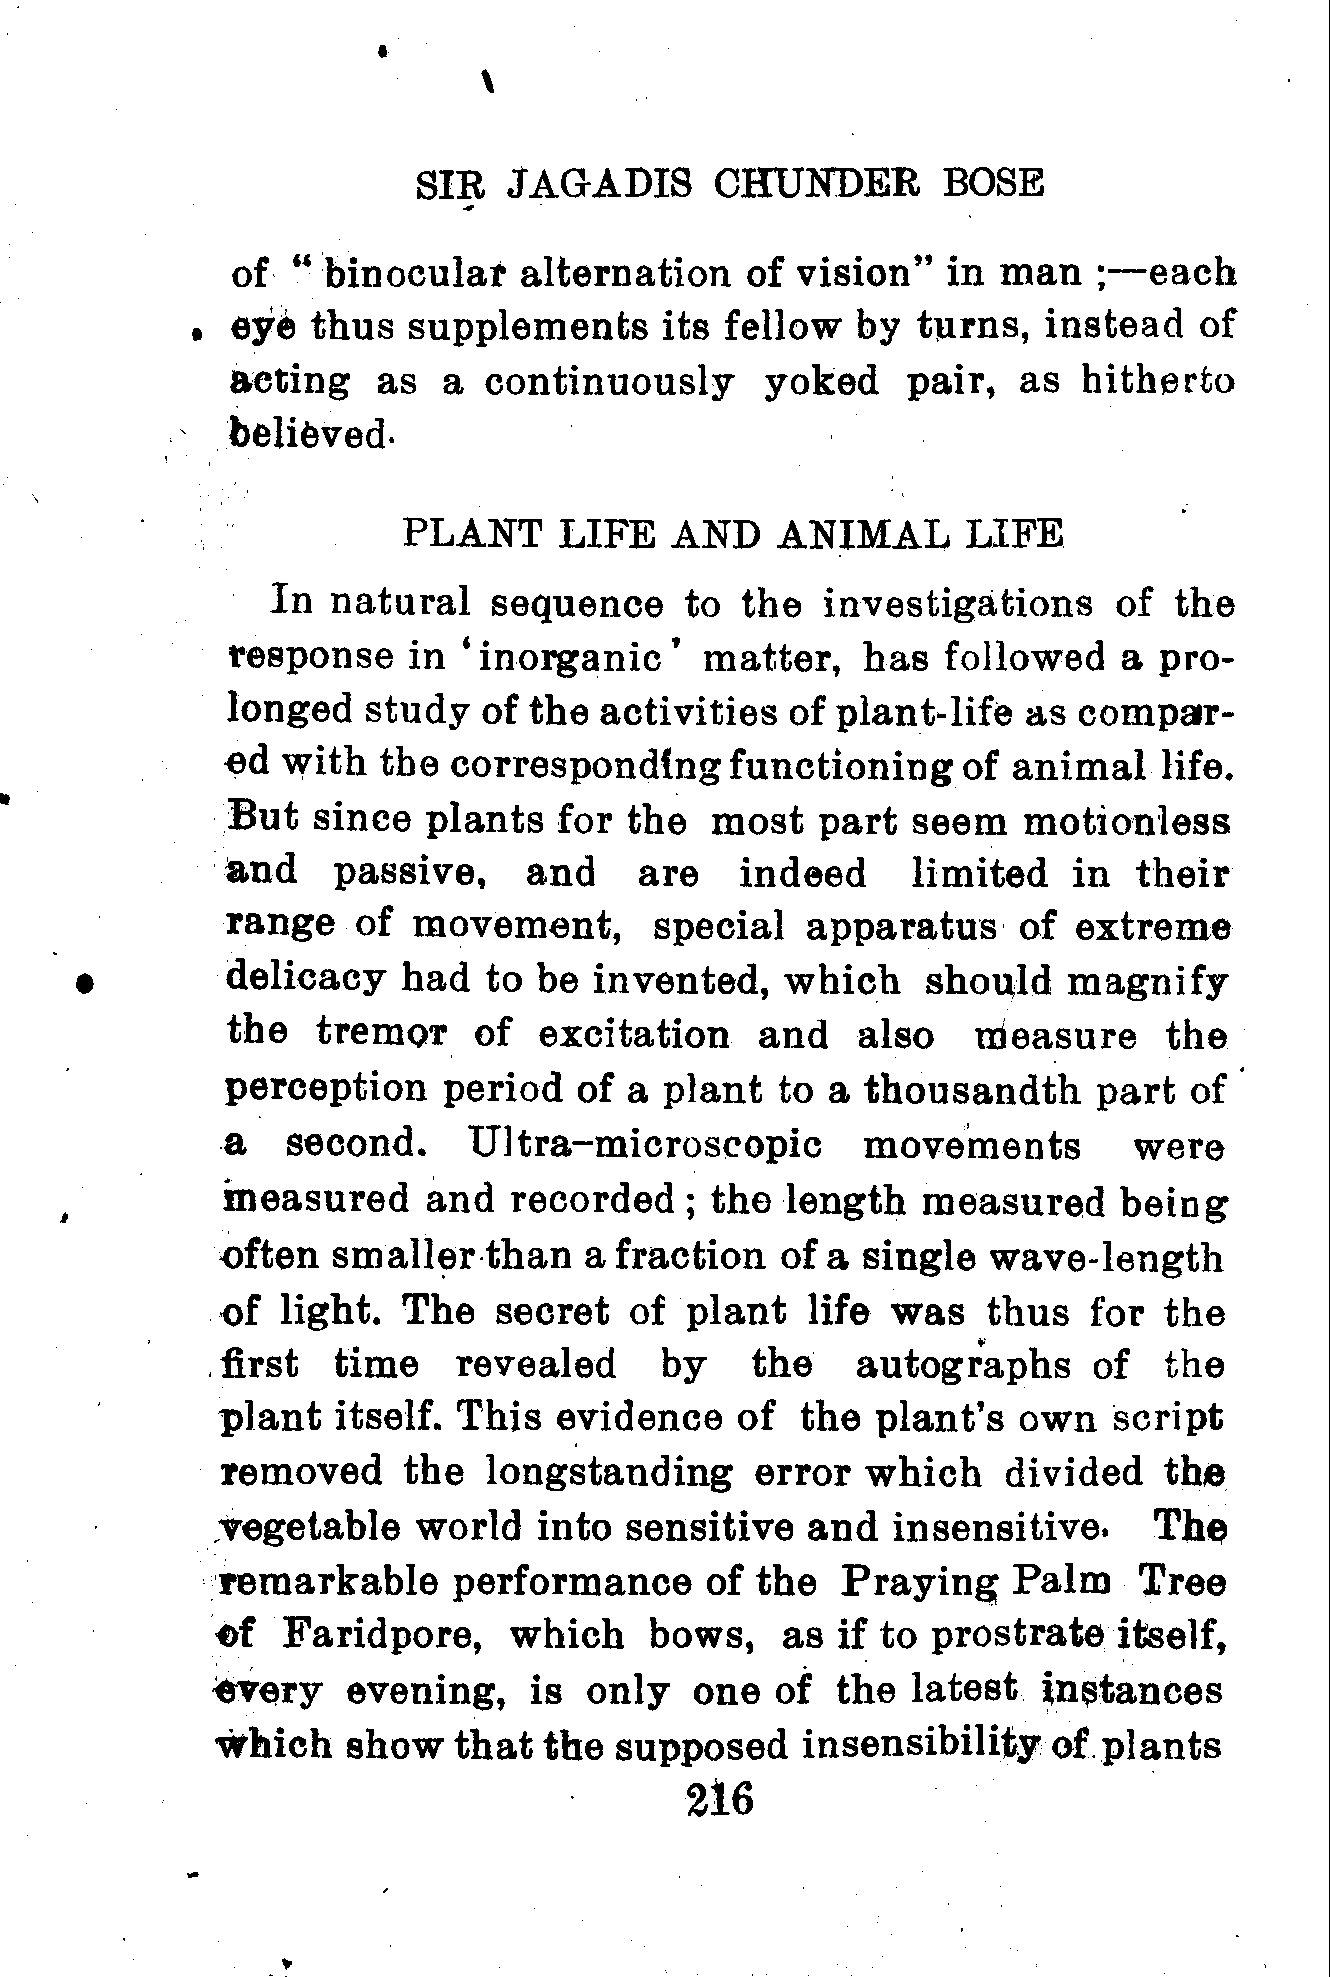 SIR JAGADIS CHUNDER BOSE
of " binocular alternation of vision" in man ;—each
eye thus supplements its fellow by turns, instead of
acting as a continuously yoked pair, as hitherto
believed.
PLANT LIFE AND ANIMAL LIFE
In natural sequence to the investigations of the
response in ‘inorganic’ matter, has followed a pro-
longed study of the activities of plant-life as compar-
ed with the corresponding functioning of animal life.
But since plants for the most part seem motionless
and passive, and are indeed limited in their
range of movement, special apparatus of extreme
delicacy had to be invented, which should magnify
the tremor of excitation and also measure the
perception period of a plant to a thousandth part of
a second. Ultra–microscopic movements were
measured and recorded ; the length measured being
often smaller than a fraction of a single wave-length
of light. The secret of plant life was thus for the
first time revealed by the autographs of the
plant itself. This evidence of the plant's own script
removed the longstanding error which divided the
vegetable world into sensitive and insensitive. The
remarkable performance of the Praying Palm Tree
of Faridpore, which bows, as if to prostrate itself,
every evening, is only one of the latest instances
which show that the supposed insensibility of plants
216